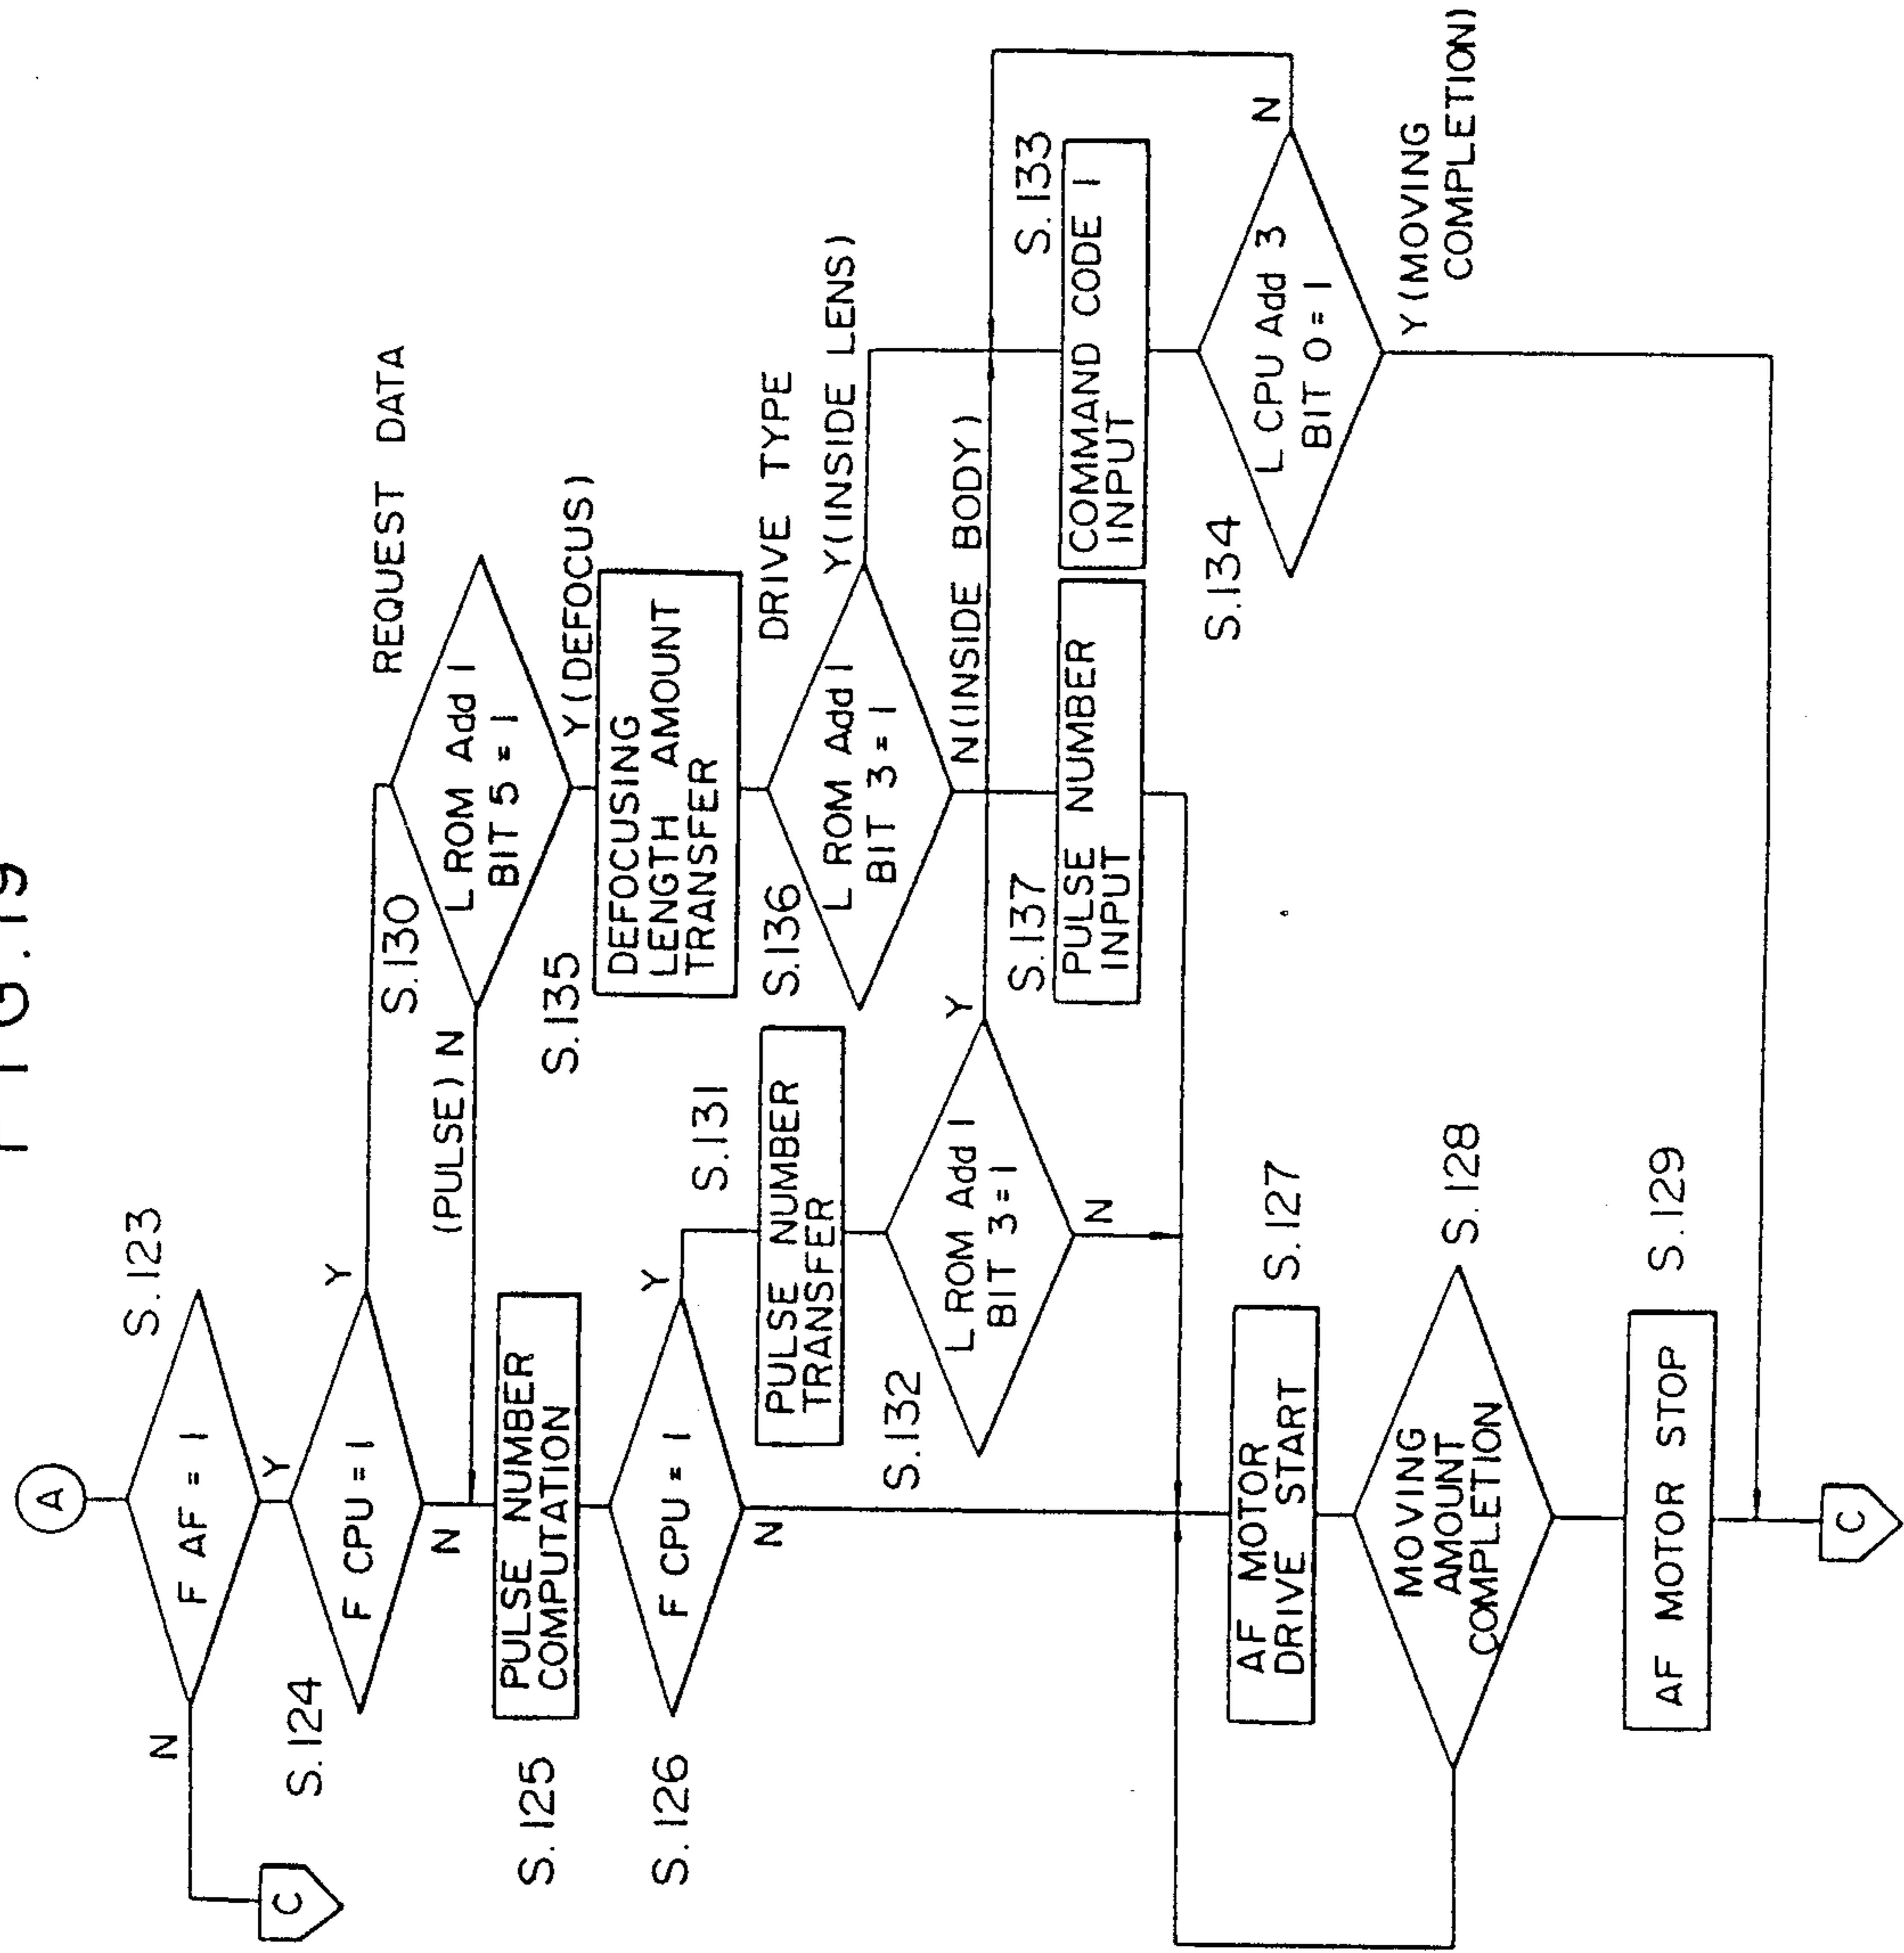 FIG.19
A
S.123
F AF = 1
N
Y
C
S.124
F CPU = 1
Y
N
REQUEST DATA
S.130
L ROM Add 1
BIT 5 = 1
(PULSE) N
Y (DEFOCUS)
S.125
PULSE NUMBER
COMPUTATION
S.135
DEFOCUSING
LENGTH AMOUNT
TRANSFER
S.126
F CPU = 1
Y
N
S.131
PULSE NUMBER
TRANSFER
DRIVE TYPE
S.136
L ROM Add 1
BIT 3 = 1
Y(INSIDE LENS)
N(INSIDE BODY)
S.132
L ROM Add 1
BIT 3 = 1
Y
N
S.137
PULSE NUMBER
INPUT
S.133
COMMAND CODE 1
INPUT
S.134
L CPU Add 3
BIT 0 = 1
N
Y (MOVING
COMPLETION)
S.127
AF MOTOR
DRIVE START
S.128
MOVING
AMOUNT
COMPLETION
S.129
AF MOTOR STOP
C